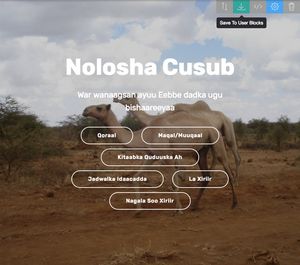 Save To User Blocks
Nolosha Cusub
War wanaagsan ayuu Eebbe dadka ugu
bishaareeyaa
Qoraal
Maqal/Muuqaal
Kitaabka Quduuska Ah
Jadwalka Idaacadda
La Xiriir
Nagala Soo Xiriir